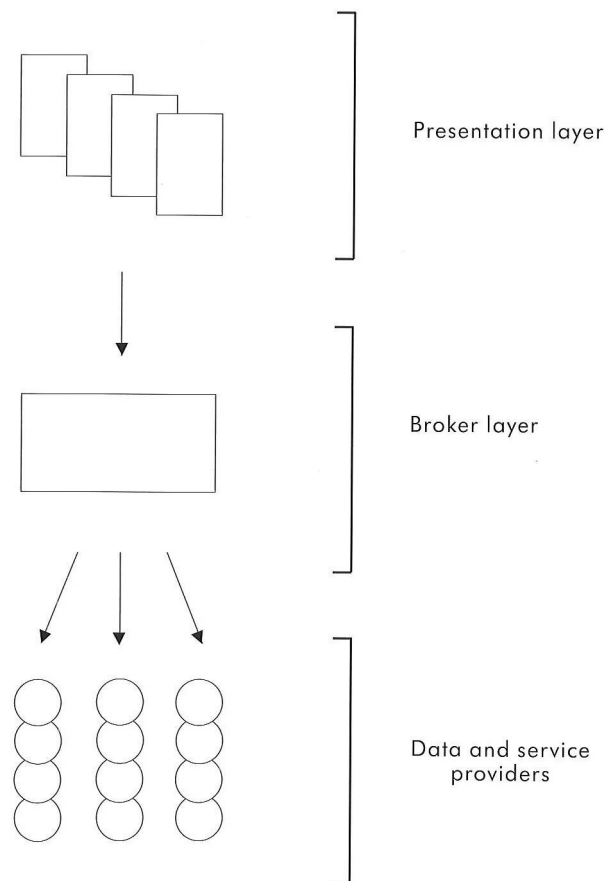 Presentation layer
Broker layer
Data and service
providers